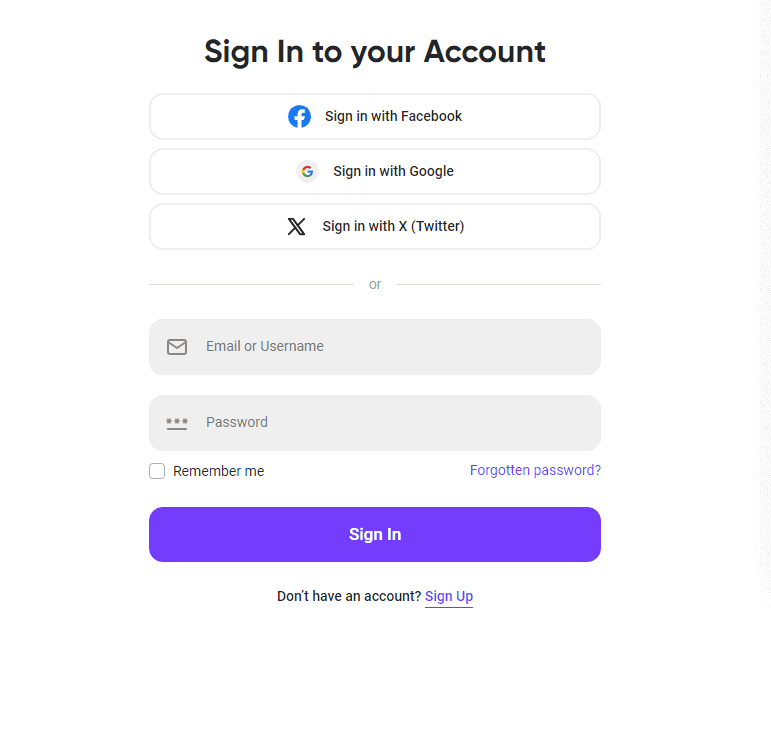 Sign In to your Account
Sign in with Facebook
Sign in with Google
Sign in with X (Twitter)
or
Email or Username
Password
Remember me
Forgotten password?
Sign In
Don't have an account? Sign Up